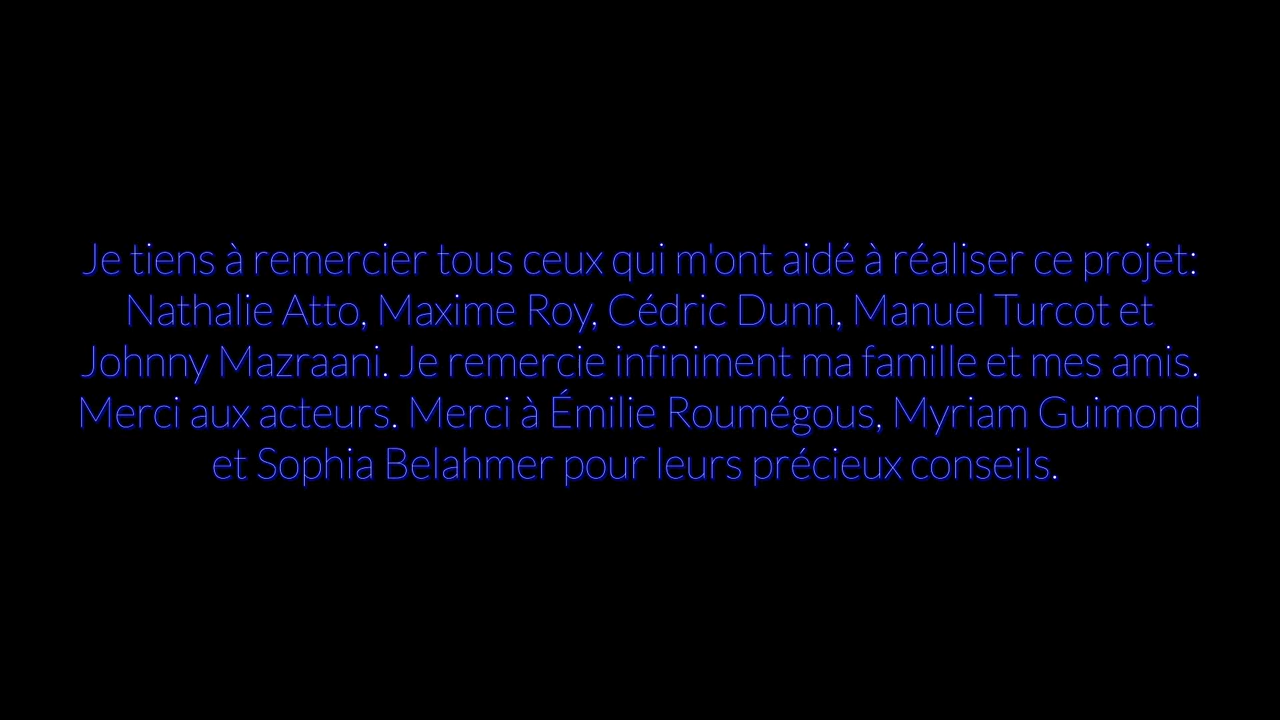 Je tiens à remercier tous ceux qui m'ont aidé à réaliser ce projet:
Nathalie Atto, Maxime Roy, Cédric Dunn, Manuel Turcot et
Johnny Mazraani. Je remercie infiniment ma famille et mes amis.
Merci aux acteurs. Merci à Émilie Roumégous, Myriam Guimond
et Sophia Belahmer pour leurs précieux conseils.